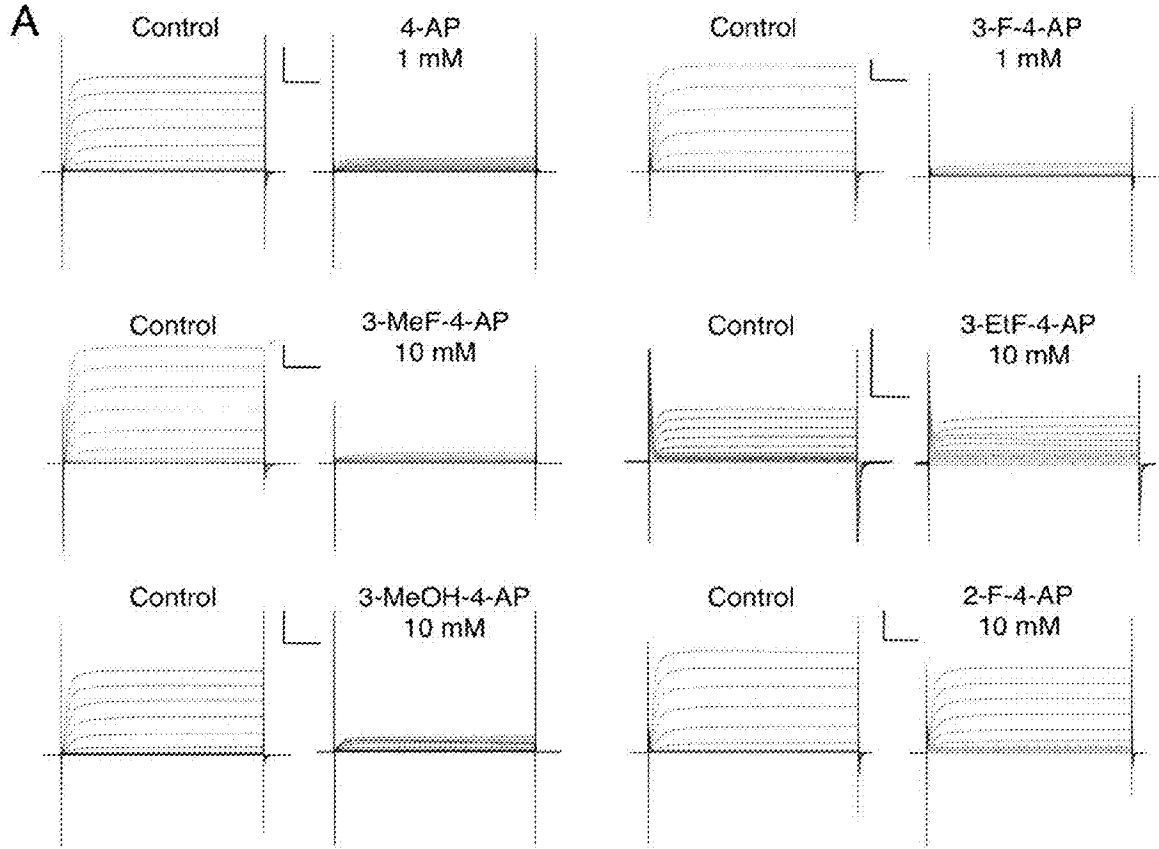 A
Control
4-AP
1 mM
Control
3-F-4-AP
1 mM
Control
3-MeF-4-AP
10 mM
Control
3-EtF-4-AP
10 mM
Control
3-MeOH-4-AP
10 mM
Control
2-F-4-AP
10 mM